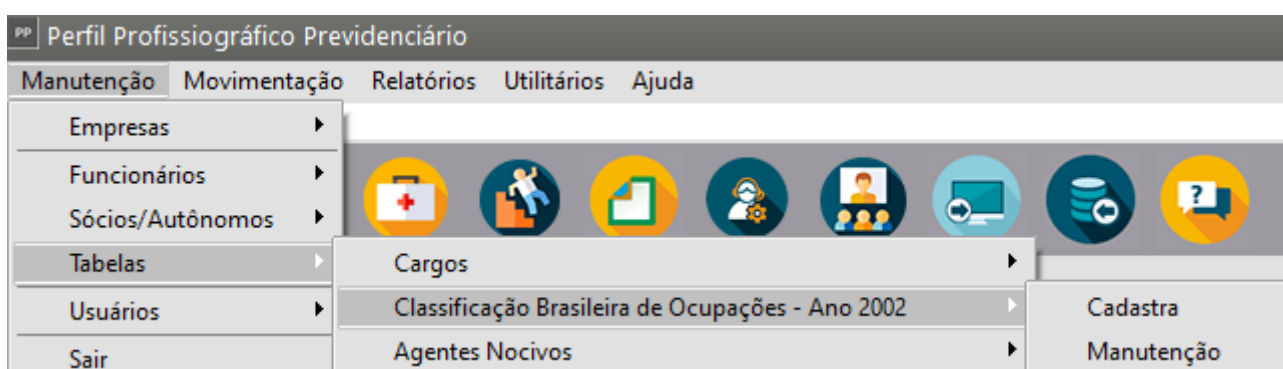 PP Perfil Profissiográfico Previdenciário
Manutenção Movimentação Relatórios Utilitários Ajuda
Empresas
Funcionários
Sócios/Autônomos
?
Tabelas
Cargos
Usuários
Classificação Brasileira de Ocupações - Ano 2002
Cadastra
Sair
Agentes Nocivos
Manutenção